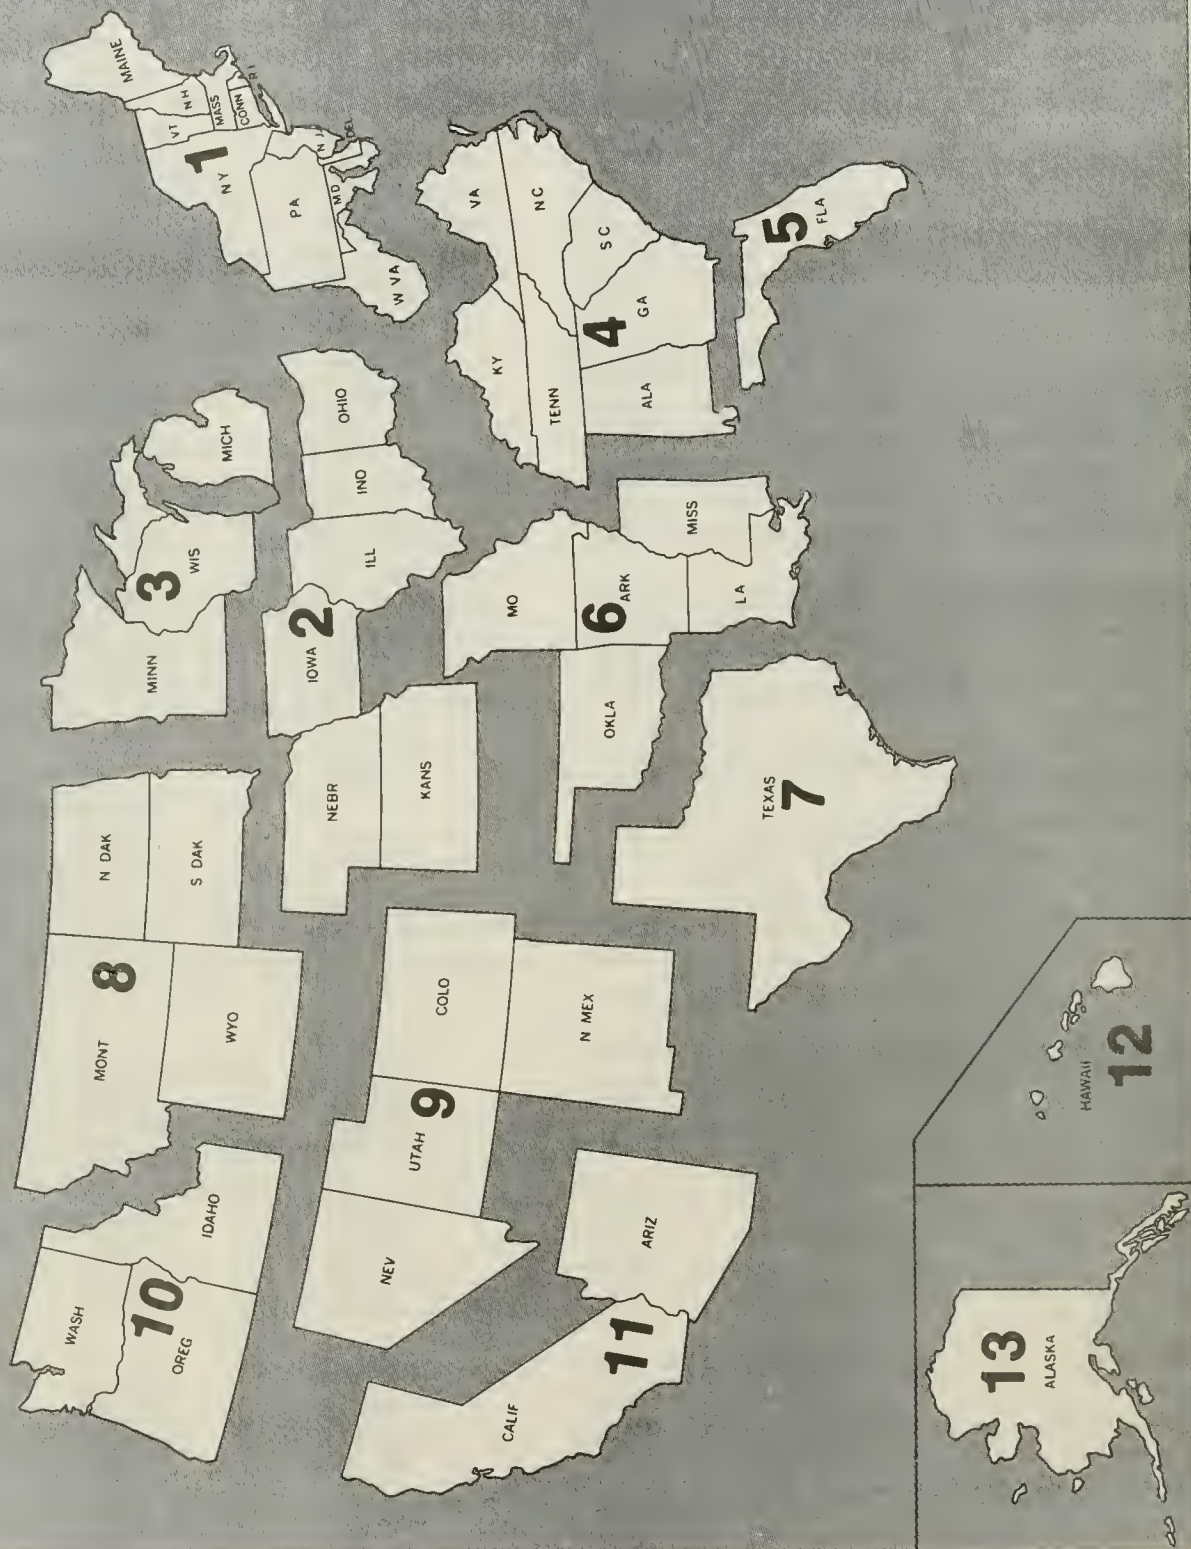 MAINE
VT
N H
MASS
CONN
R I
1
N Y
PA
N J
DEL
MD
W VA
OHIO
IND
ILL
IOWA
2
MICH
WIS
3
MINN
VA
N C
S C
KY
TENN
4
GA
ALA
5
FLA
MO
6
ARK
MISS
LA
OKLA
TEXAS
7
NEBR
KANS
N DAK
S DAK
MONT
8
WYO
COLO
UTAH
9
N MEX
NEV
WASH
OREG
10
IDAHO
CALIF
11
ARIZ
HAWAII
12
13
ALASKA